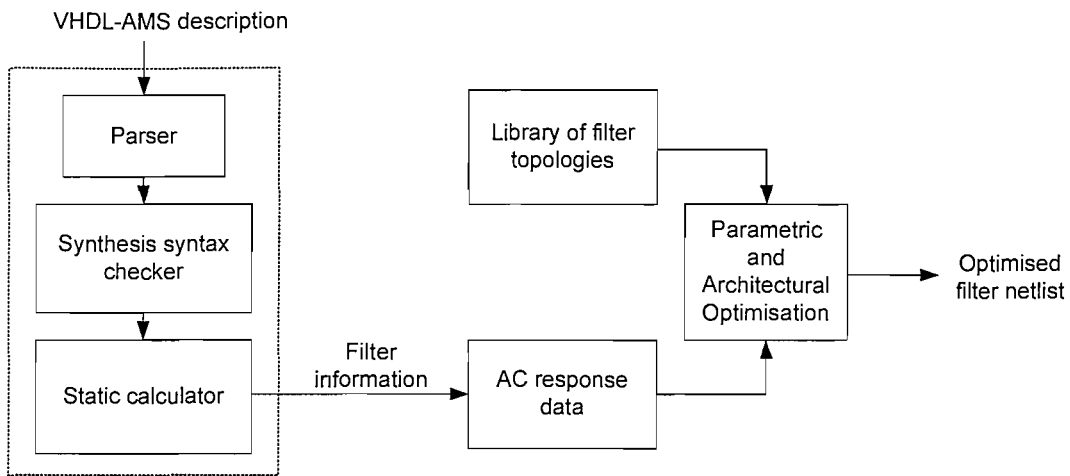 VHDL-AMS description
Parser
Synthesis syntax
checker
Static calculator
Filter
information
Library of filter
topologies
AC response
data
Parametric
and
Architectural
Optimisation
Optimised
filter netlist